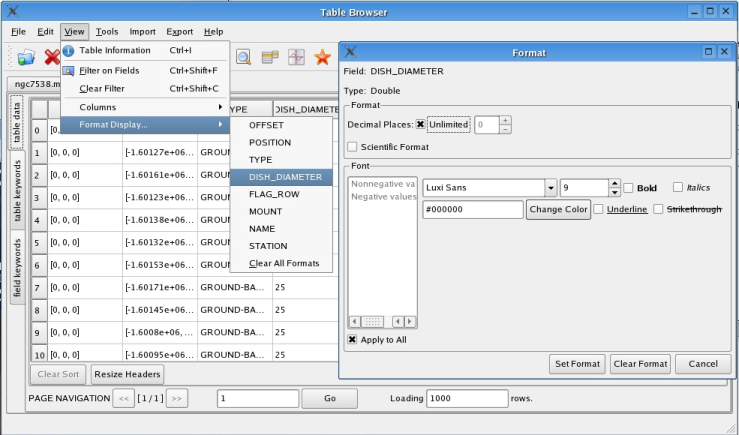 Table Browser
File Edit View Tools Import Export Help
Table Information Ctrl+I
Filter on Fields Ctrl+Shift+F
Clear Filter Ctrl+Shift+C
Columns
Format Display...
OFFSET
POSITION
TYPE
DISH_DIAMETER
FLAG_ROW
MOUNT
NAME
STATION
Clear All Formats
ngc7538.m
table data
table keywords
field keywords
YPE DISH_DIAMETE
0 [0,
1 [0, 0, 0] [-1.60127e+06... GROUN
2 [0, 0, 0] [-1.60161e+06... GROUN
3 [0, 0, 0] [-1.60123e+06... GROUN
4 [0, 0, 0] [-1.60138e+06... GROUN
5 [0, 0, 0] [-1.60132e+06... GROUN
6 [0, 0, 0] [-1.60153e+06... GROUN
7 [0, 0, 0] [-1.60171e+06... GROUND-BA... 25
8 [0, 0, 0] [-1.60145e+06... GROUND-BA... 25
9 [0, 0, 0] [-1.6008e+06, ... GROUND-BA... 25
10 [0, 0, 0] [-1.60095e+06... GROUND-BA... 25
Clear Sort Resize Headers
PAGE NAVIGATION << [ 1 / 1 ] >> 1 Go Loading 1000 rows.
Format
Field: DISH_DIAMETER
Type: Double
Format
Decimal Places: Unlimited 0
Scientific Format
Font
Nonnegative va
Negative values
Luxi Sans 9 Bold Italics
#000000 Change Color Underline Strikethrough
Apply to All
Set Format Clear Format Cancel